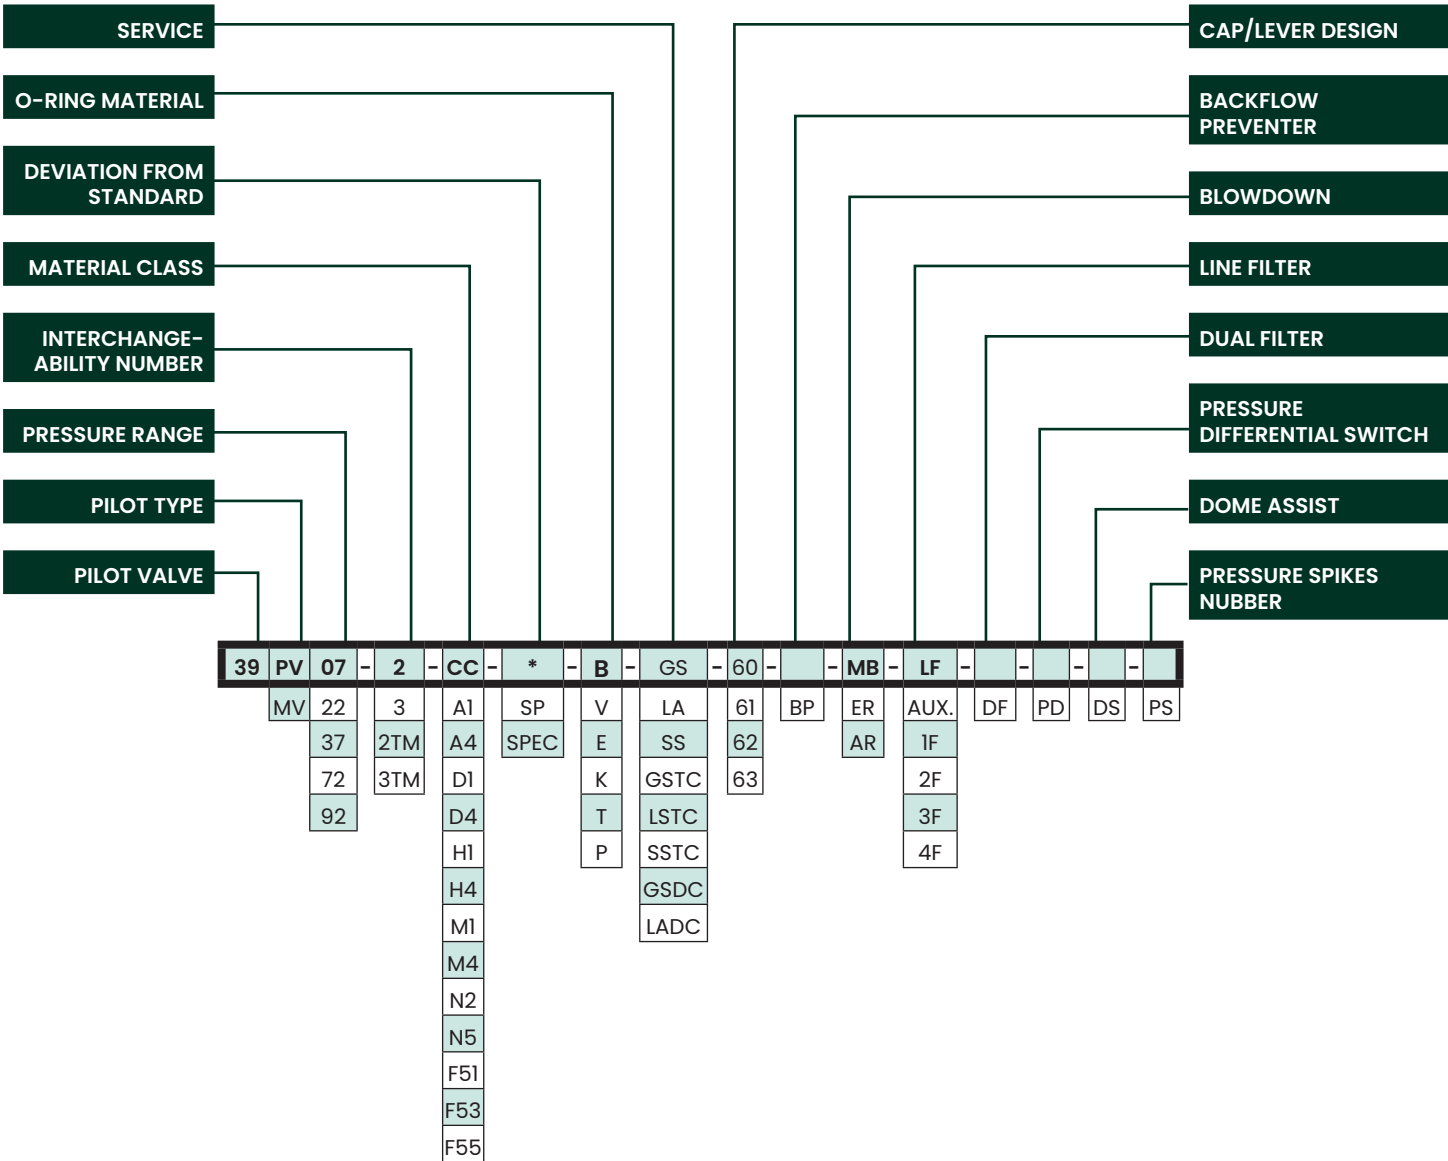 SERVICE
O-RING MATERIAL
DEVIATION FROM
STANDARD
MATERIAL CLASS
INTERCHANGE-
ABILITY NUMBER
PRESSURE RANGE
PILOT TYPE
PILOT VALVE
CAP/LEVER DESIGN
BACKFLOW
PREVENTER
BLOWDOWN
LINE FILTER
DUAL FILTER
PRESSURE
DIFFERENTIAL SWITCH
DOME ASSIST
PRESSURE SPIKES
NUBBER
39 PV 07 - 2 - CC - * - B - GS - 60 - - MB - LF - - - -
MV 22 3 A1 SP V LA 61 BP ER AUX. DF PD DS PS
37 2TM A4 SPEC E SS 62 AR 1F
72 3TM D1 K GSTC 63 2F
92 D4 T LSTC 3F
H1 P SSTC 4F
H4 GSDC
M1 LADC
M4
N2
N5
F51
F53
F55